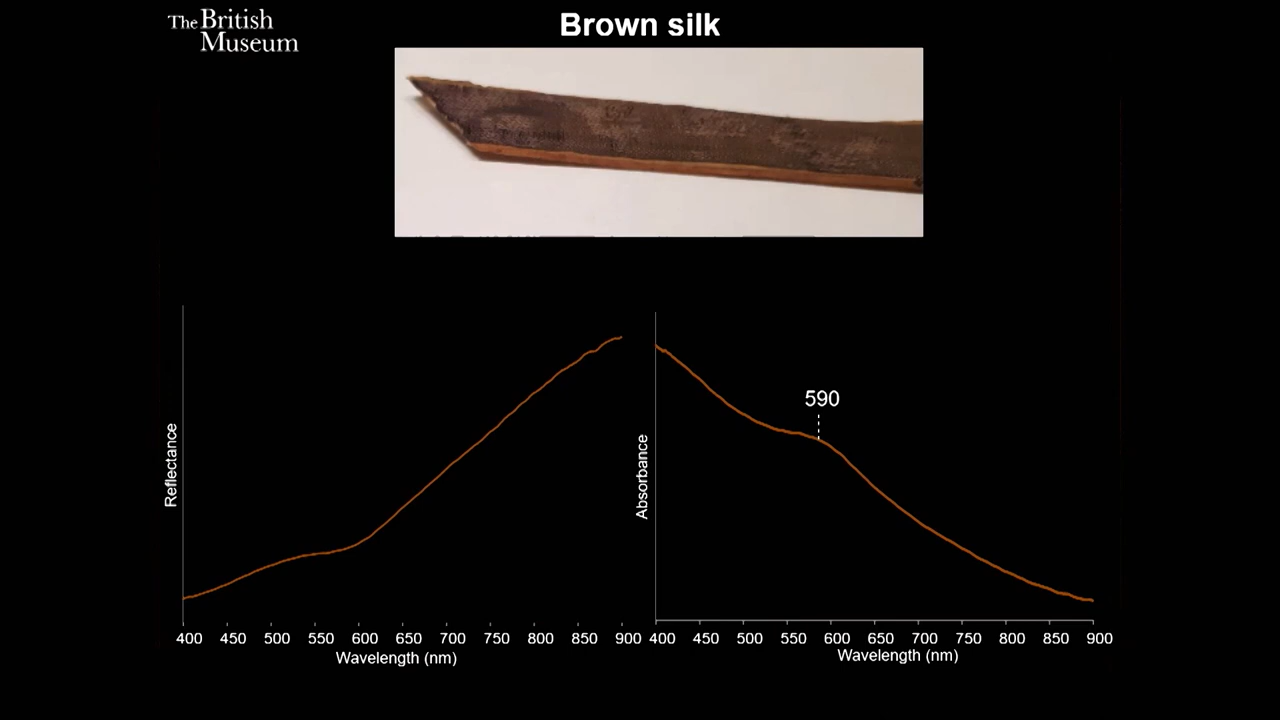 The British
Museum
Brown silk
Reflectance
400 450 500 550 600 650 700 750 800 850 900
Wavelength (nm)
590
Absorbance
400 450 500 550 600 650 700 750 800 850 900
Wavelength (nm)